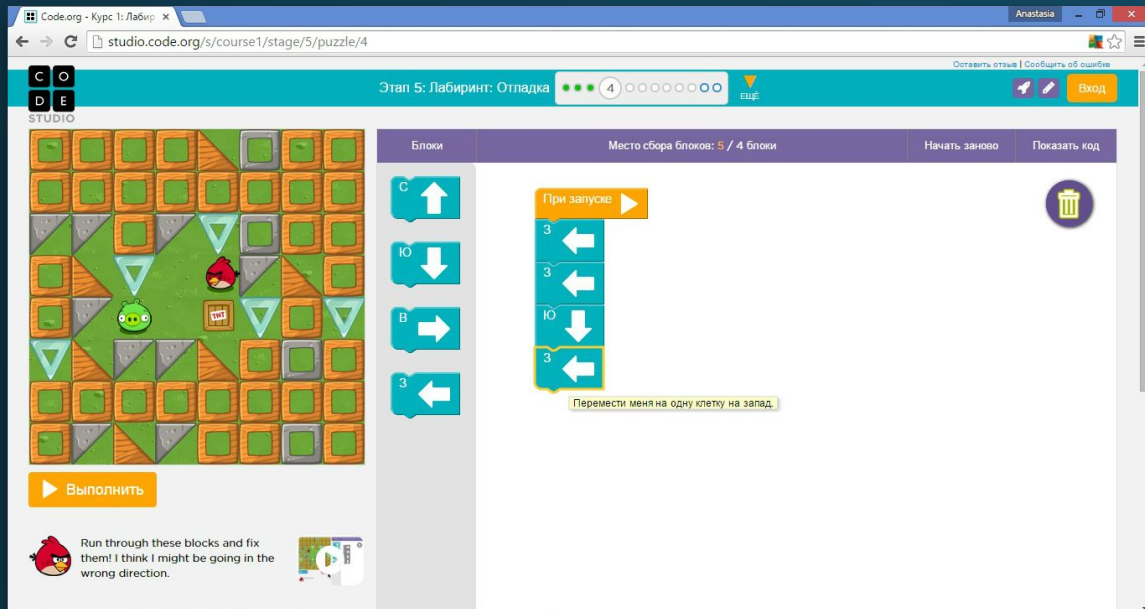 Code.org - Курс 1: Лабир
Anastasia
studio.code.org/s/course1/stage/5/puzzle/4
Оставить отзыв | Сообщить об ошибке
C O
D E
STUDIO
Этап 5: Лабиринт: Отладка
4
ЕЩЁ
Вход
Блоки
Место сбора блоков: 5 / 4 блоки
Начать заново
Показать код
С
Ю
В
З
При запуске
З
З
Ю
З
Перемести меня на одну клетку на запад.
TNT
Выполнить
Run through these blocks and fix
them! I think I might be going in the
wrong direction.